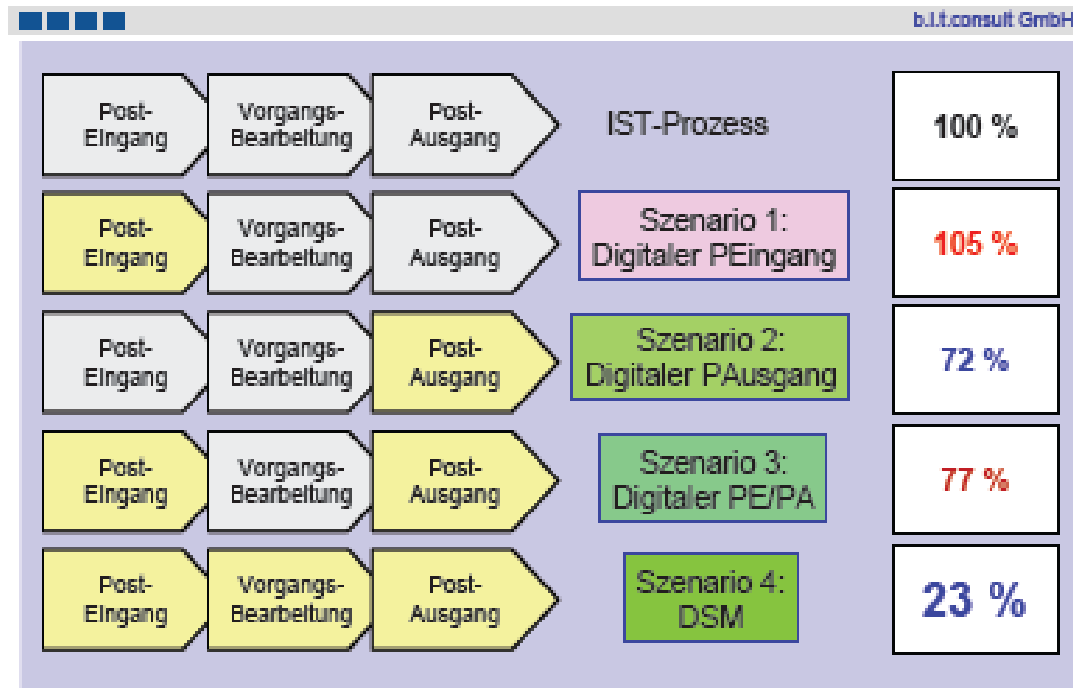 b.i.t.consult GmbH
Post-
Eingang
Vorgangs-
Bearbeitung
Post-
Ausgang
IST-Prozess
100 %
Post-
Eingang
Vorgangs-
Bearbeitung
Post-
Ausgang
Szenario 1:
Digitaler PEingang
105 %
Post-
Eingang
Vorgangs-
Bearbeitung
Post-
Ausgang
Szenario 2:
Digitaler PAusgang
72 %
Post-
Eingang
Vorgangs-
Bearbeitung
Post-
Ausgang
Szenario 3:
Digitaler PE/PA
77 %
Post-
Eingang
Vorgangs-
Bearbeitung
Post-
Ausgang
Szenario 4:
DSM
23 %